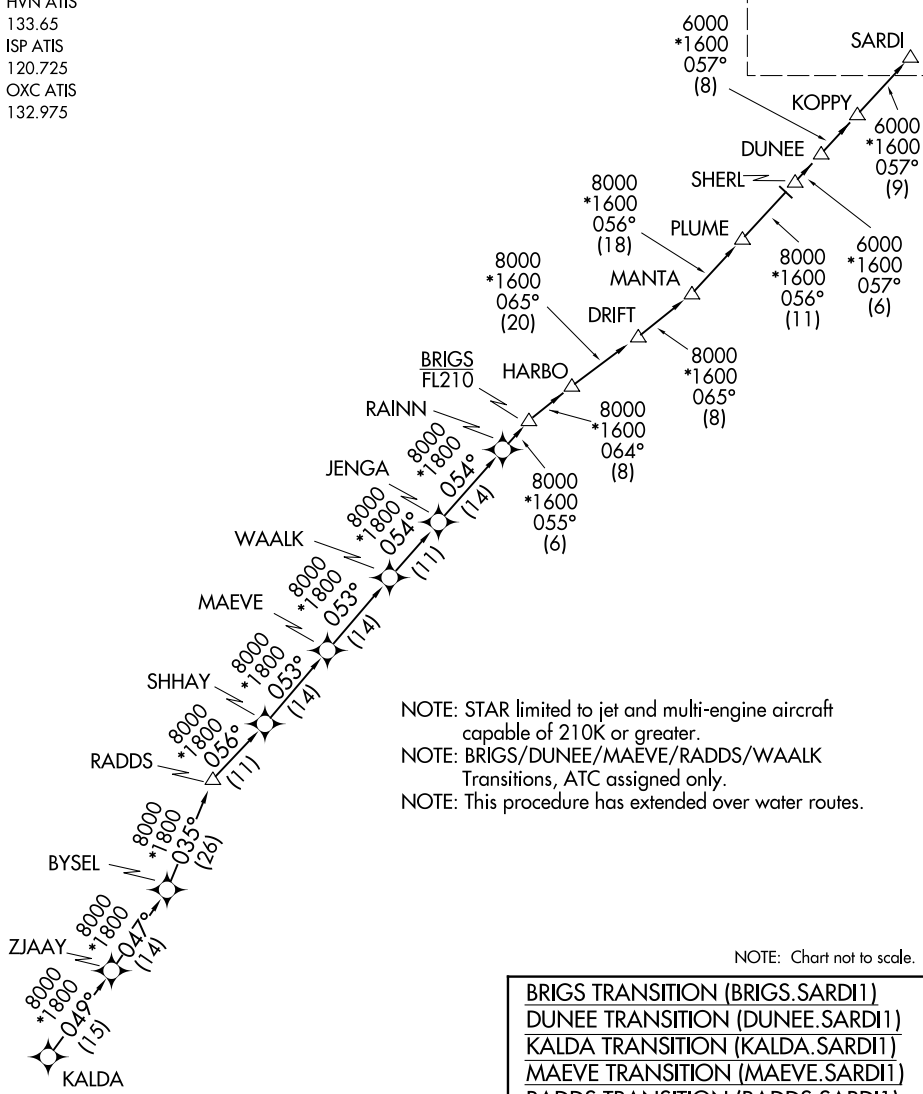 HVN ATIS
133.65
ISP ATIS
120.725
OXC ATIS
132.975
SARDI
6000
*1600
057°
(8)
KOPPY
6000
*1600
057°
(9)
DUNEE
SHERL
8000
*1600
056°
(18)
PLUME
6000
*1600
057°
(6)
8000
*1600
056°
(11)
MANTA
8000
*1600
065°
(20)
DRIFT
8000
*1600
065°
(8)
BRIGS
FL210
HARBO
8000
*1600
064°
(8)
RAINN
8000
*1600
055°
(6)
8000
*1800
054°
(14)
JENGA
8000
*1800
054°
(11)
WAALK
8000
*1800
053°
(14)
MAEVE
8000
*1800
053°
(14)
SHHAY
8000
*1800
056°
(11)
RADDS
8000
*1800
035°
(26)
BYSEL
8000
*1800
047°
(14)
ZJAAY
8000
*1800
049°
(15)
KALDA
NOTE: STAR limited to jet and multi-engine aircraft
capable of 210K or greater.
NOTE: BRIGS/DUNEE/MAEVE/RADDS/WAALK
Transitions, ATC assigned only.
NOTE: This procedure has extended over water routes.
NOTE: Chart not to scale.
BRIGS TRANSITION (BRIGS.SARDI1)
DUNEE TRANSITION (DUNEE.SARDI1)
KALDA TRANSITION (KALDA.SARDI1)
MAEVE TRANSITION (MAEVE.SARDI1)
RADDS TRANSITION (RADDS.SARDI1)